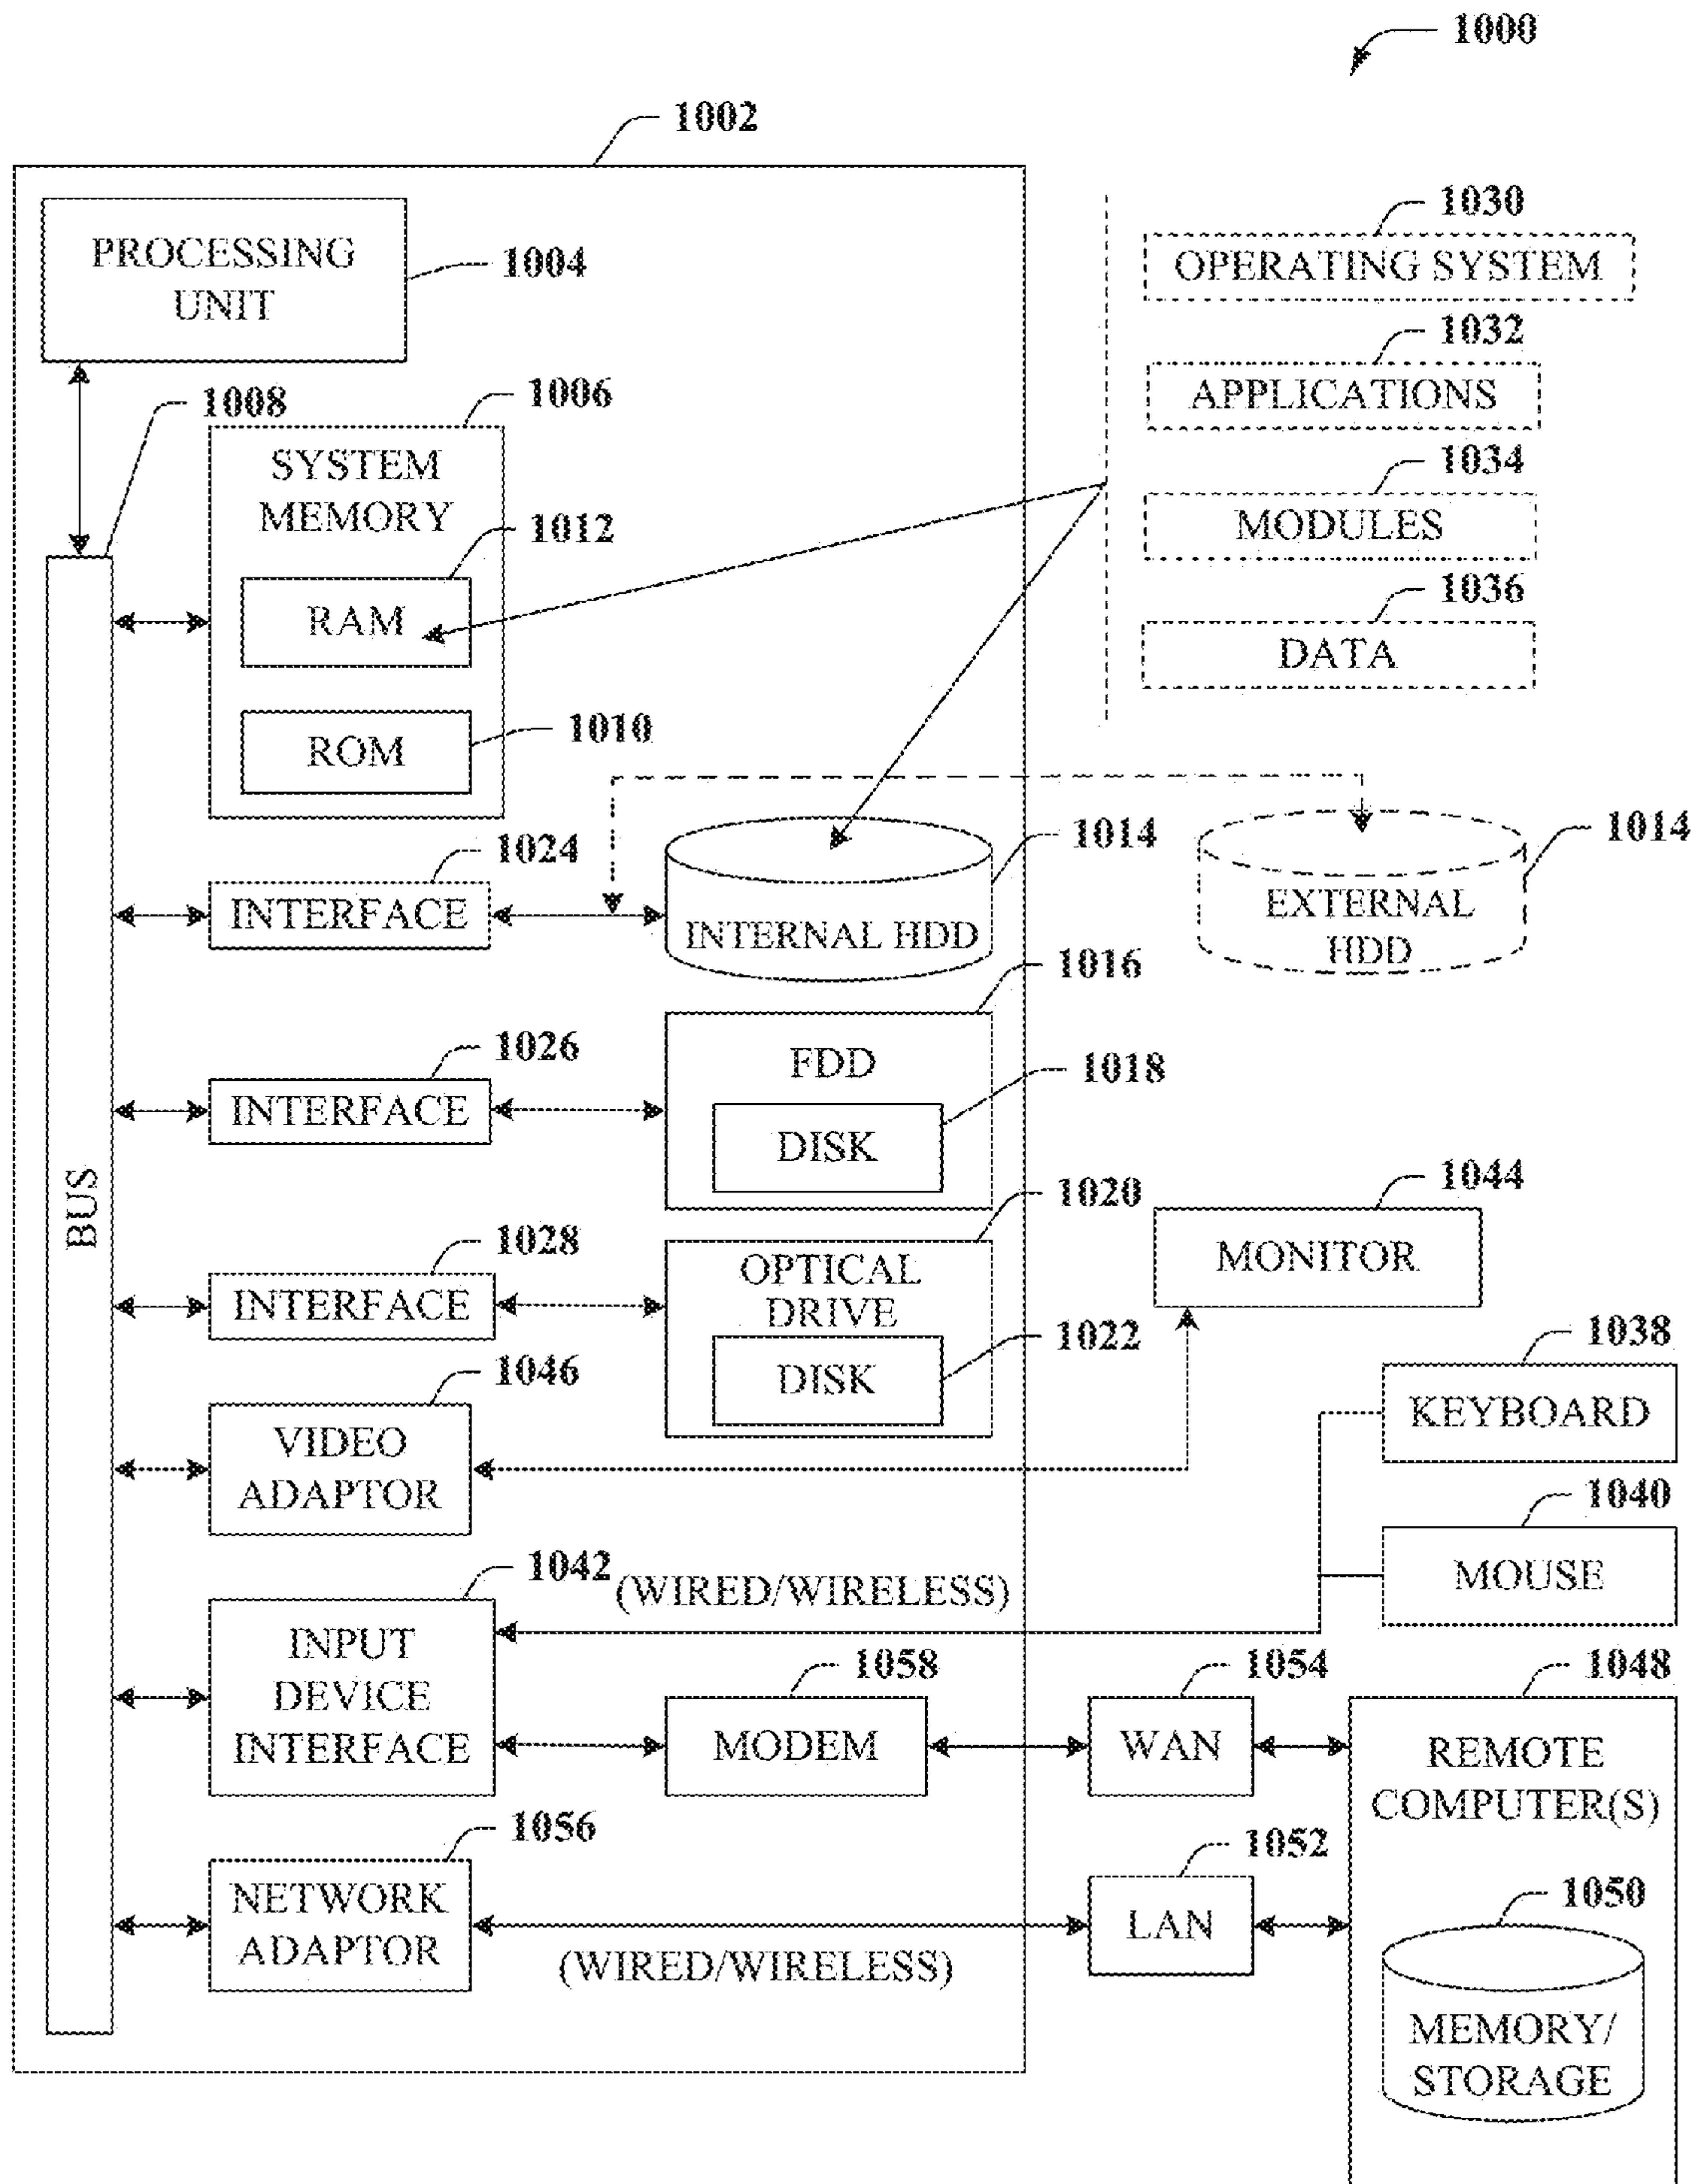 1000
1002
PROCESSING
UNIT
1004
1030
OPERATING SYSTEM
1032
APPLICATIONS
1034
MODULES
1036
DATA
1008
1006
SYSTEM
MEMORY
1012
RAM
1010
ROM
1024
INTERFACE
1014
INTERNAL HDD
1014
EXTERNAL
HDD
1016
1026
INTERFACE
FDD
1018
DISK
BUS
1020
1028
INTERFACE
OPTICAL
DRIVE
1022
DISK
1044
MONITOR
1038
KEYBOARD
1046
VIDEO
ADAPTOR
1040
MOUSE
1042
(WIRED/WIRELESS)
INPUT
DEVICE
INTERFACE
1058
MODEM
1054
WAN
1048
REMOTE
COMPUTER(S)
1056
NETWORK
ADAPTOR
(WIRED/WIRELESS)
1052
LAN
1050
MEMORY/
STORAGE